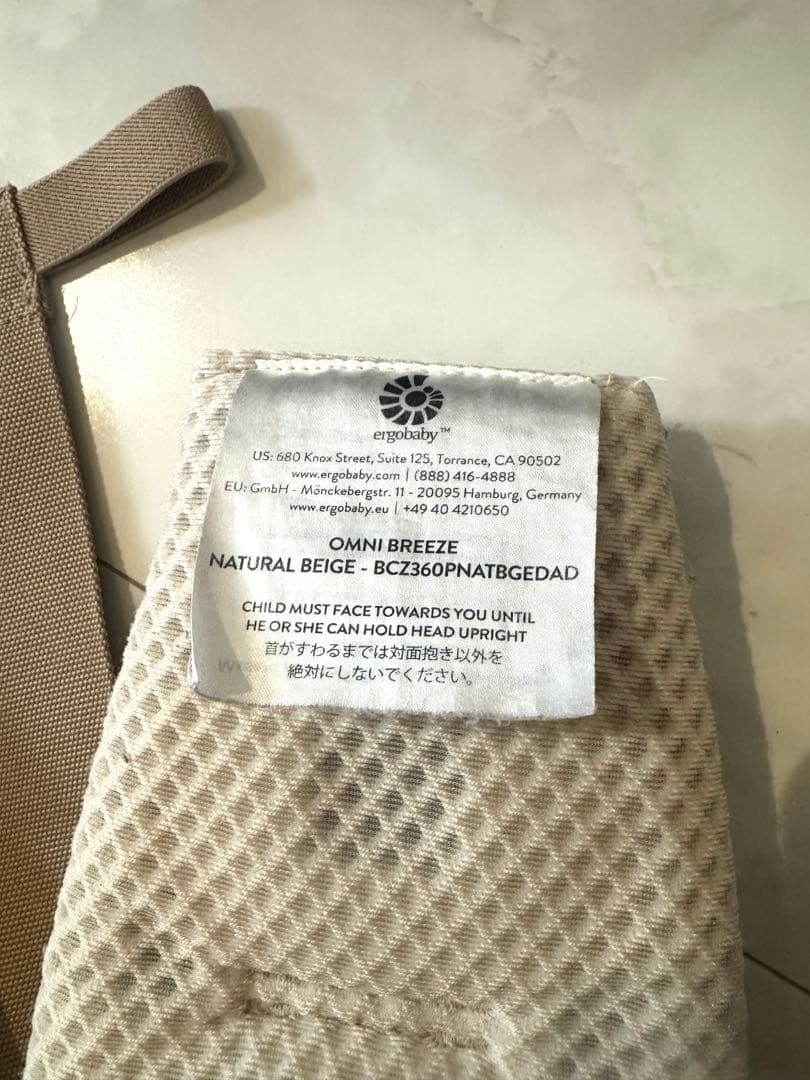 ergobaby™
US: 680 Knox Street, Suite 125, Torrance, CA 90502
www.ergobaby.com | (888) 416-4888
EU: GmbH - Mönckebergstr. 11 - 20095 Hamburg, Germany
www.ergobaby.eu | +49 40 4210650
OMNI BREEZE
NATURAL BEIGE - BCZ360PNATBGEDAD
CHILD MUST FACE TOWARDS YOU UNTIL
HE OR SHE CAN HOLD HEAD UPRIGHT
首がすわるまでは対面抱き以外を
絶対にしないでください。